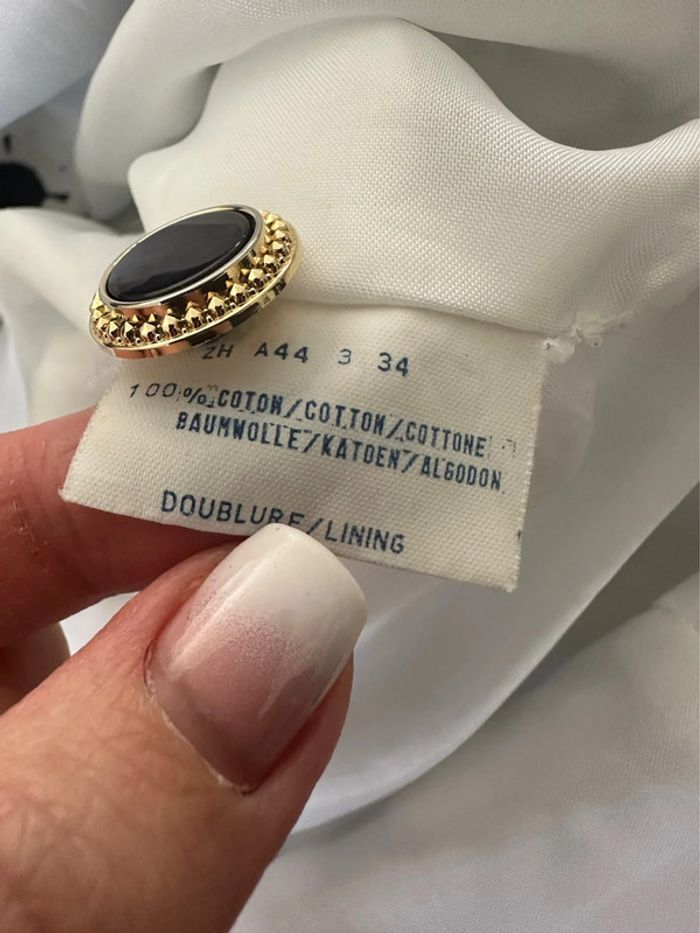 ZH A44 3 34
100% COTON/COTTON/COTTONE
BAUMWOLLE/KATOEN/ALGODON
DOUBLURE/LINING